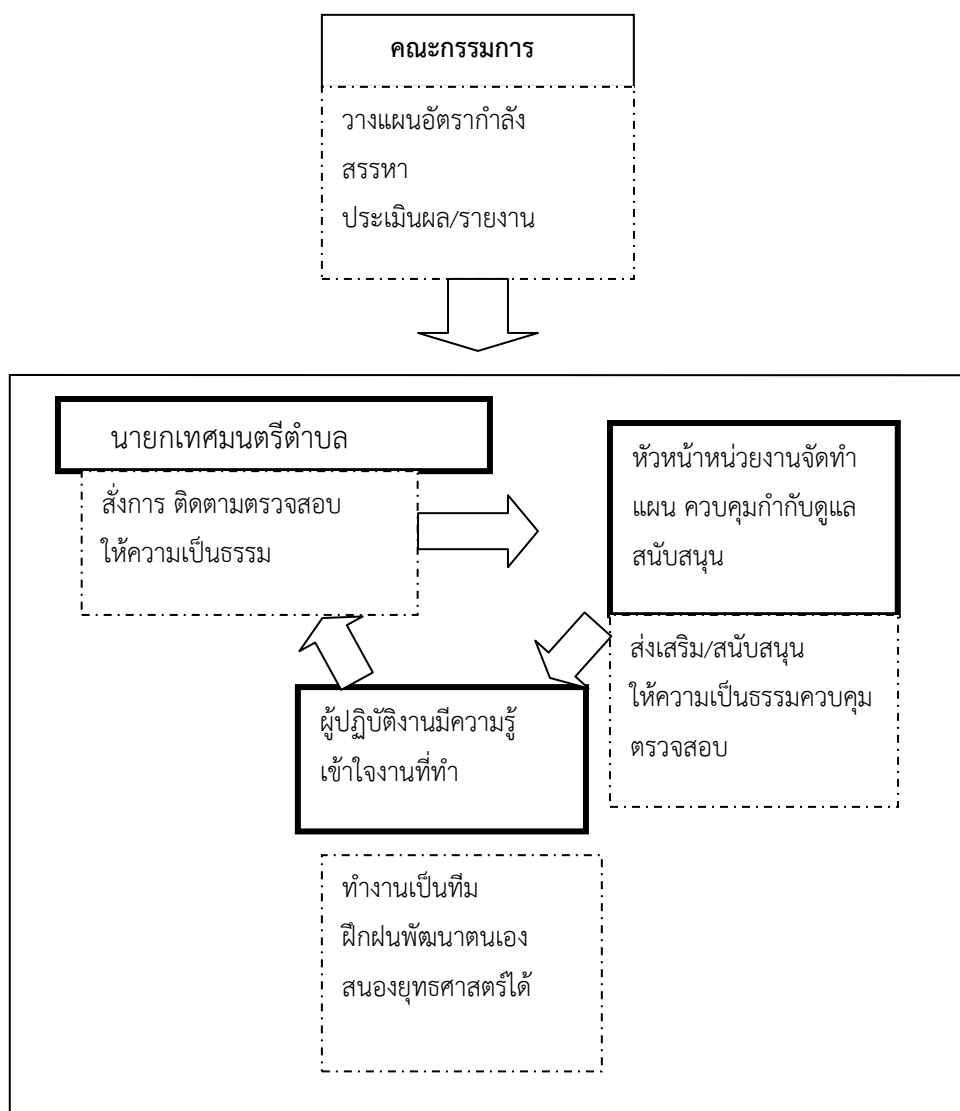 คณะกรรมการ
วางแผนอัตรากำลัง
สรรหา
ประเมินผล/รายงาน
นายกเทศมนตรีตำบล
สั่งการ ติดตามตรวจสอบ
ให้ความเป็นธรรม
หัวหน้าหน่วยงานจัดทำ
แผน ควบคุมกำกับดูแล
สนับสนุน
ส่งเสริม/สนับสนุน
ให้ความเป็นธรรมควบคุม
ตรวจสอบ
ผู้ปฏิบัติงานมีความรู้
เข้าใจงานที่ทำ
ทำงานเป็นทีม
ฝึกฝนพัฒนาตนเอง
สนองยุทธศาสตร์ได้